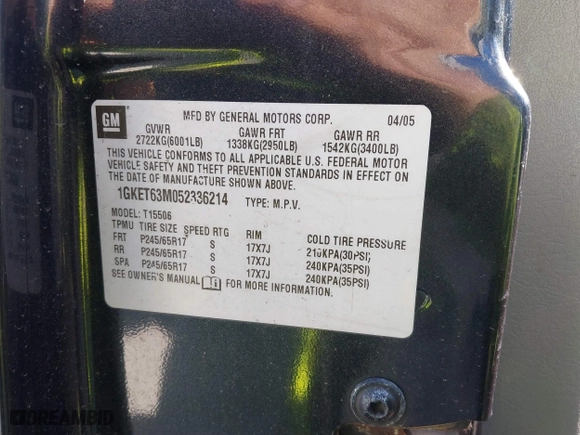 GM MFD BY GENERAL MOTORS CORP. 04/05
GVWR GAWR FRT GAWR RR
2722KG(6001LB) 1338KG(2950LB) 1542KG(3400LB)
THIS VEHICLE CONFORMS TO ALL APPLICABLE U.S. FEDERAL MOTOR
VEHICLE SAFETY AND THEFT PREVENTION STANDARDS IN EFFECT ON
THE DATE OF MANUFACTURE SHOWN ABOVE.
1GKET63M052336214 TYPE: M.P.V.
MODEL: T15506
TPMU TIRE SIZE SPEED RTG RIM COLD TIRE PRESSURE
FRT P245/65R17 S 17X7J 210KPA(30PSI)
RR P245/65R17 S 17X7J 240KPA(35PSI)
SPA P245/65R17 S 17X7J 240KPA(35PSI)
SEE OWNER'S MANUAL FOR MORE INFORMATION
DREAMBID